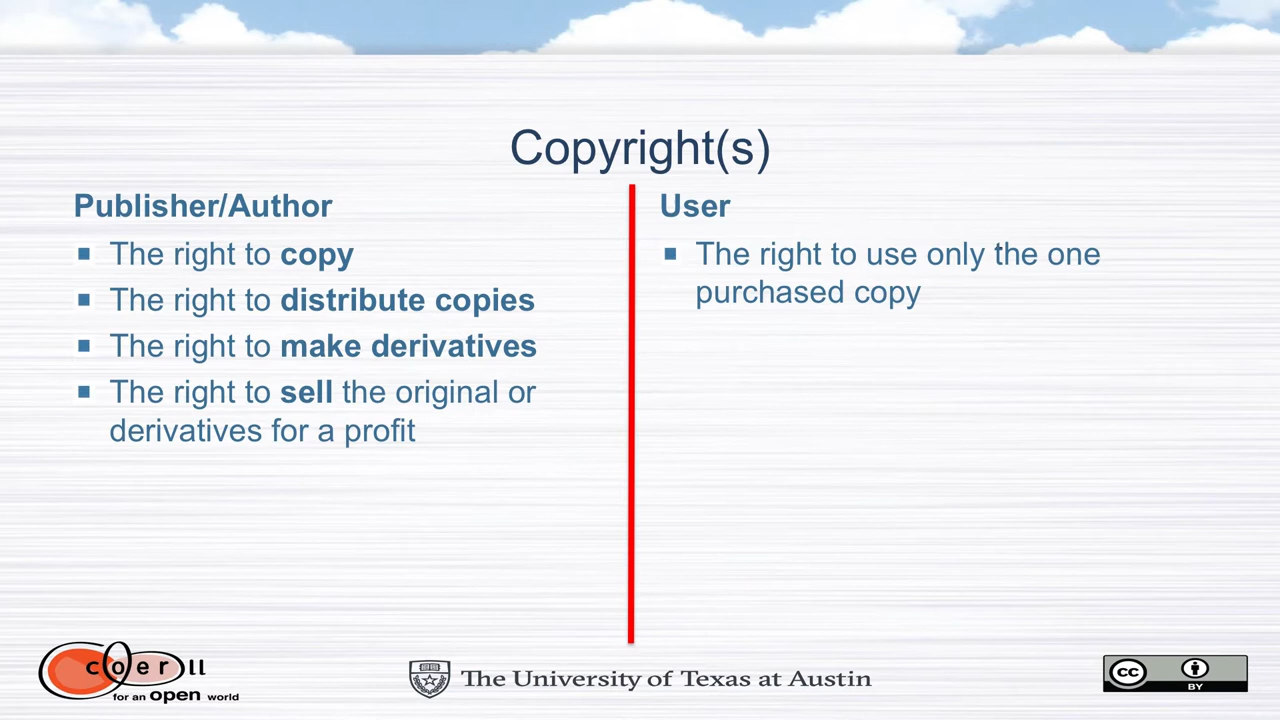 Copyright(s)
Publisher/Author
The right to copy
The right to distribute copies
The right to make derivatives
The right to sell the original or
derivatives for a profit
User
The right to use only the one
purchased copy
coerll
for an open world
The University of Texas at Austin
cc
BY